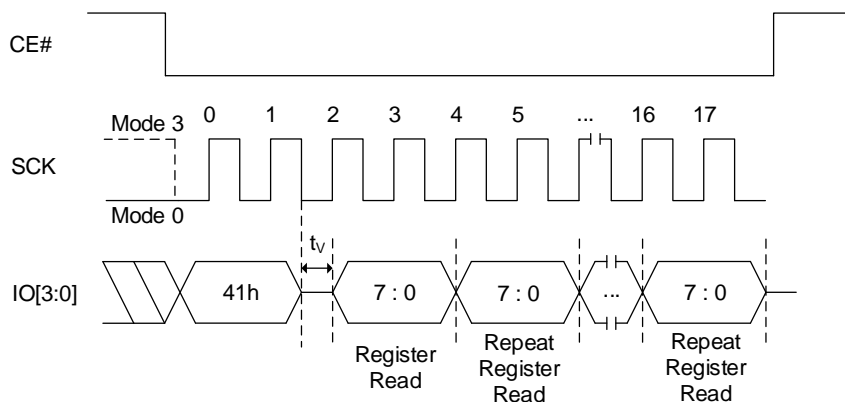 CE#
Mode 3
0 1 2 3 4 5 ... 16 17
SCK
Mode 0
tV
IO[3:0]
41h
7 : 0
7 : 0
...
7 : 0
Register
Read
Repeat
Register
Read
Repeat
Register
Read